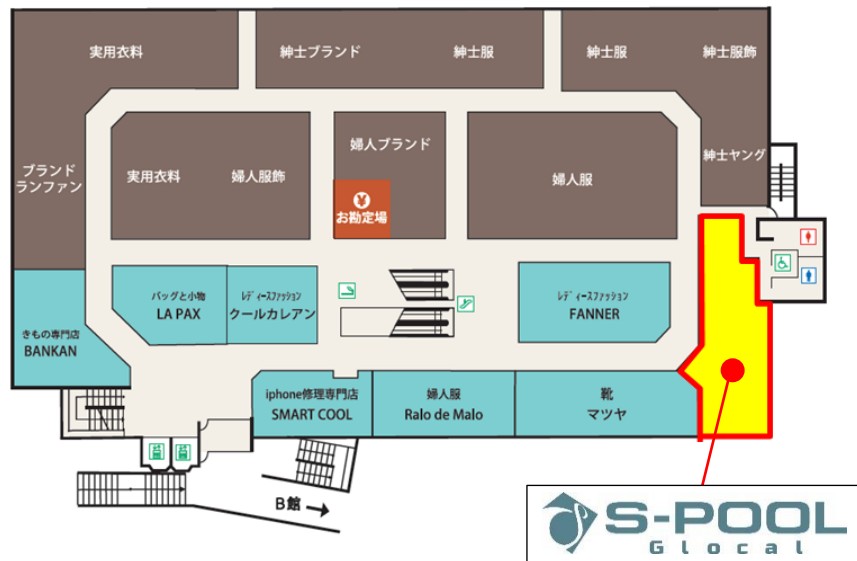 実用衣料
紳士ブランド
紳士服
紳士服
紳士服飾
ブランド
ランファン
実用衣料
婦人服飾
婦人ブランド
¥
お勘定場
婦人服
紳士ヤング
きもの専門店
BANKAN
バッグと小物
LA PAX
レディースファッション
クールカレアン
レディースファッション
FANNER
iphone修理専門店
SMART COOL
婦人服
Ralo de Malo
靴
マツヤ
B館
S-POOL
Glocal